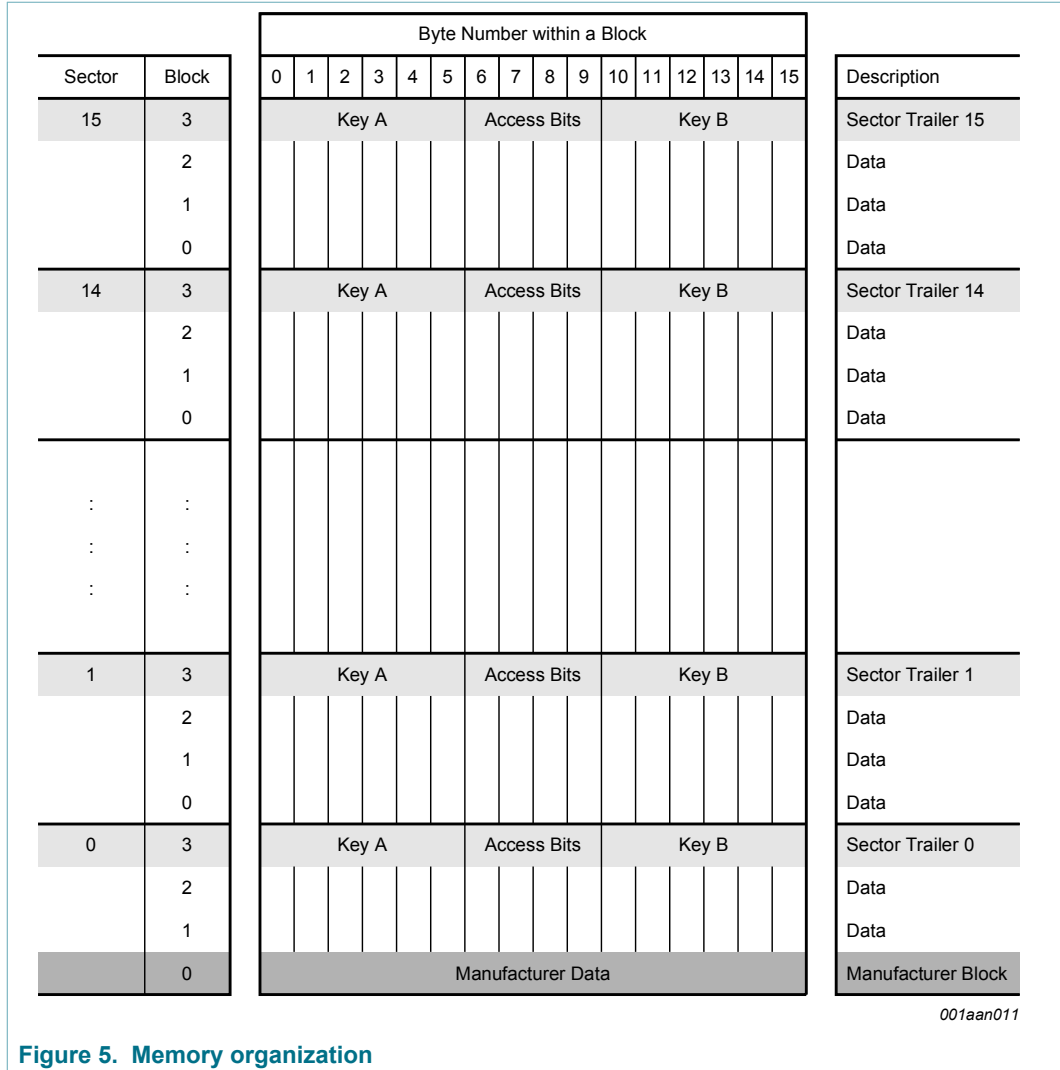 Byte Number within a Block
Sector Block 0 1 2 3 4 5 6 7 8 9 10 11 12 13 14 15 Description
15 3 Key A Access Bits Key B Sector Trailer 15
2 Data
1 Data
0 Data
14 3 Key A Access Bits Key B Sector Trailer 14
2 Data
1 Data
0 Data
: :
: :
: :
1 3 Key A Access Bits Key B Sector Trailer 1
2 Data
1 Data
0 Data
0 3 Key A Access Bits Key B Sector Trailer 0
2 Data
1 Data
0 Manufacturer Data Manufacturer Block
001aan011
Figure 5. Memory organization